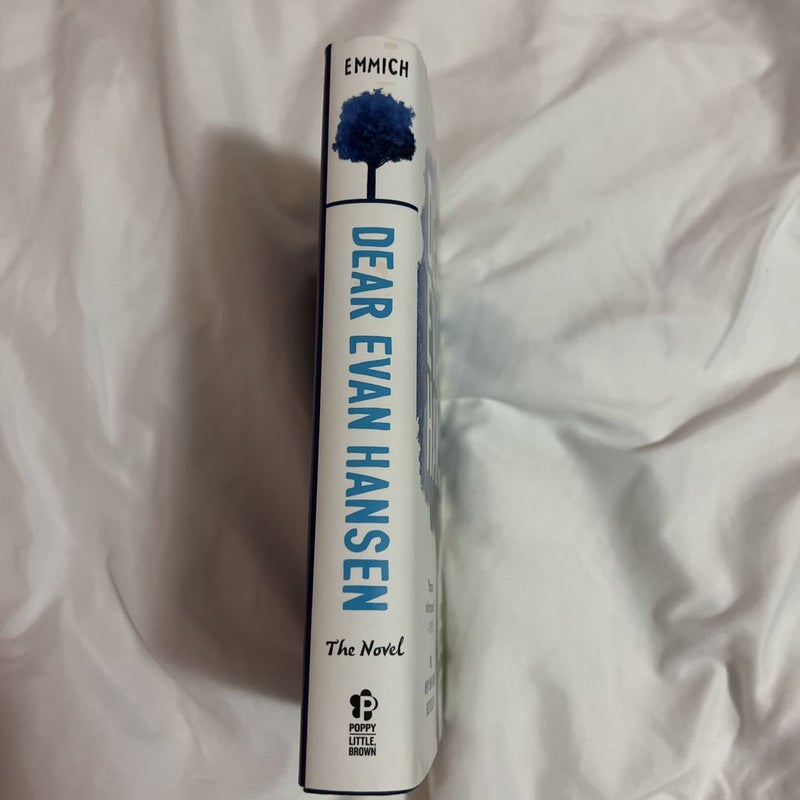 EMMICH
DEAR EVAN HANSEN
The Novel
P
POPPY
LITTLE,
BROWN